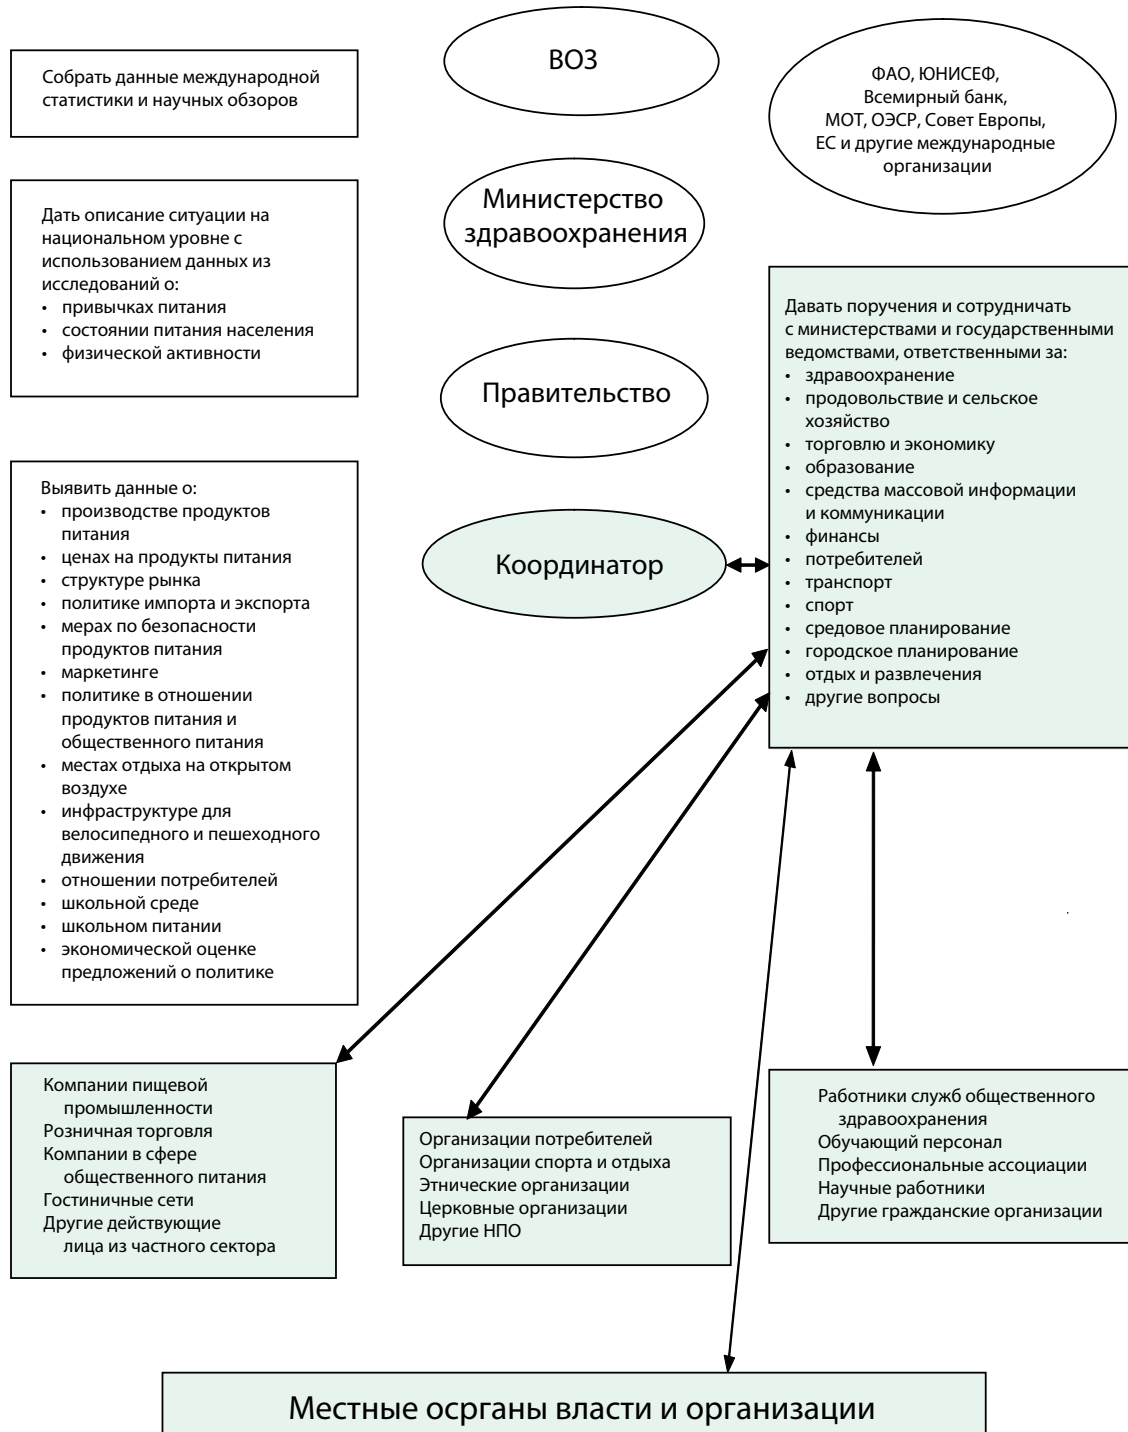 ВОЗ
Собрать данные международной
статистики и научных обзоров
ФАО, ЮНИСЕФ,
Всемирный банк,
МОТ, ОЭСР, Совет Европы,
ЕС и другие международные
организации
Министерство
здравоохранения
Дать описание ситуации на
национальном уровне с
использованием данных из
исследований о:
• привычках питания
• состоянии питания населения
• физической активности
Правительство
Давать поручения и сотрудничать
с министерствами и государственными
ведомствами, ответственными за:
• здравоохранение
• продовольствие и сельское
хозяйство
• торговлю и экономику
• образование
• средства массовой информации
и коммуникации
• финансы
• потребителей
• транспорт
• спорт
• средовое планирование
• городское планирование
• отдых и развлечения
• другие вопросы
Выявить данные о:
• производстве продуктов
питания
• ценах на продукты питания
• структуре рынка
• политике импорта и экспорта
• мерах по безопасности
продуктов питания
• маркетинге
• политике в отношении
продуктов питания и
общественного питания
• местах отдыха на открытом
воздухе
• инфраструктуре для
велосипедного и пешеходного
движения
• отношении потребителей
• школьной среде
• школьном питании
• экономической оценке
предложений о политике
Координатор
Компании пищевой
промышленности
Розничная торговля
Компании в сфере
общественного питания
Гостиничные сети
Другие действующие
лица из частного сектора
Организации потребителей
Организации спорта и отдыха
Этнические организации
Церковные организации
Другие НПО
Работники служб общественного
здравоохранения
Обучающий персонал
Профессиональные ассоциации
Научные работники
Другие гражданские организации
Местные осрганы власти и организации